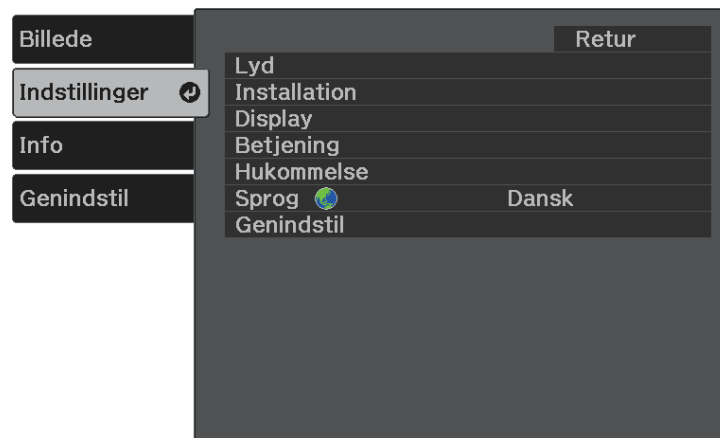 Billede
Indstillinger
Info
Genindstil
Retur
Lyd
Installation
Display
Betjening
Hukommelse
Sprog Dansk
Genindstil